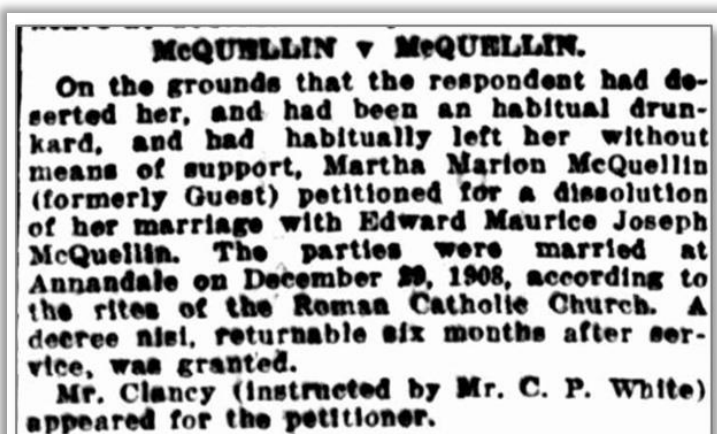 McQUELLIN v McQUELLIN.
On the grounds that the respondent had de-
serted her, and had been an habitual drun-
kard, and had habitually left her without
means of support, Martha Marion McQuellin
(formerly Guest) petitioned for a dissolution
of her marriage with Edward Maurice Joseph
McQuellin. The parties were married at
Annandale on December , 1908, according to
the rites of the Roman Catholic Church. A
decree nisi, returnable six months after ser-
vice, was granted.
Mr. Clancy (instructed by Mr. C. P. White)
appeared for the petitioner.